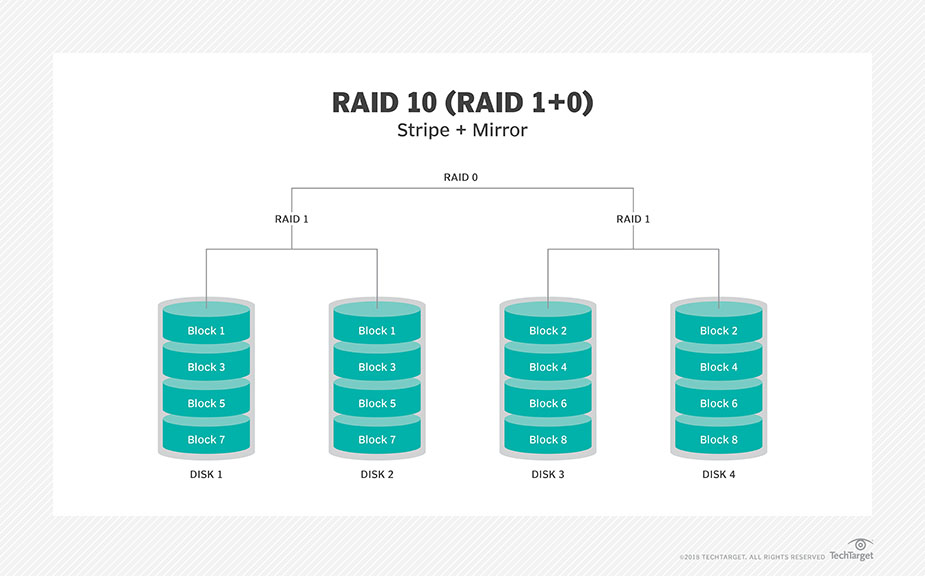 RAID 10 (RAID 1+0)
Stripe + Mirror
RAID 0
RAID 1
RAID 1
Block 1
Block 3
Block 5
Block 7
DISK 1
Block 1
Block 3
Block 5
Block 7
DISK 2
Block 2
Block 4
Block 6
Block 8
DISK 3
Block 2
Block 4
Block 6
Block 8
DISK 4
©2019 TECHTARGET. ALL RIGHTS RESERVED
TechTarget